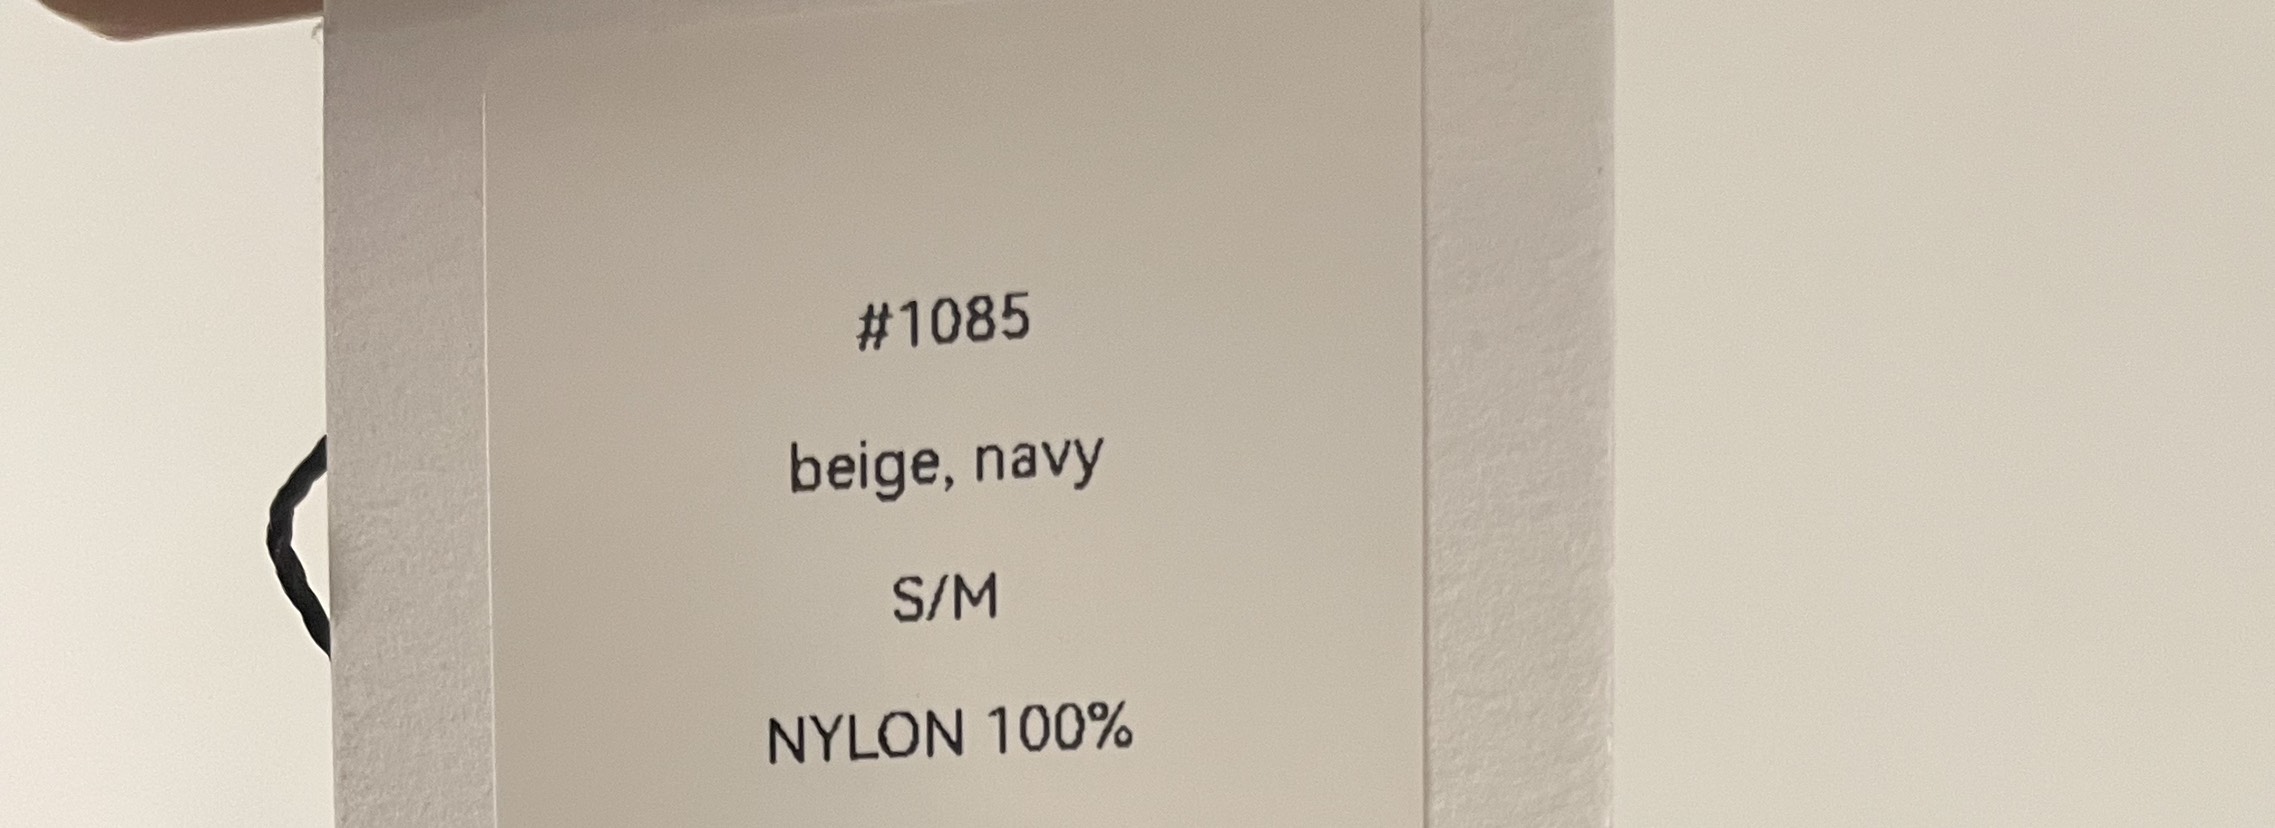 #1085
beige, navy
S/M
NYLON 100%